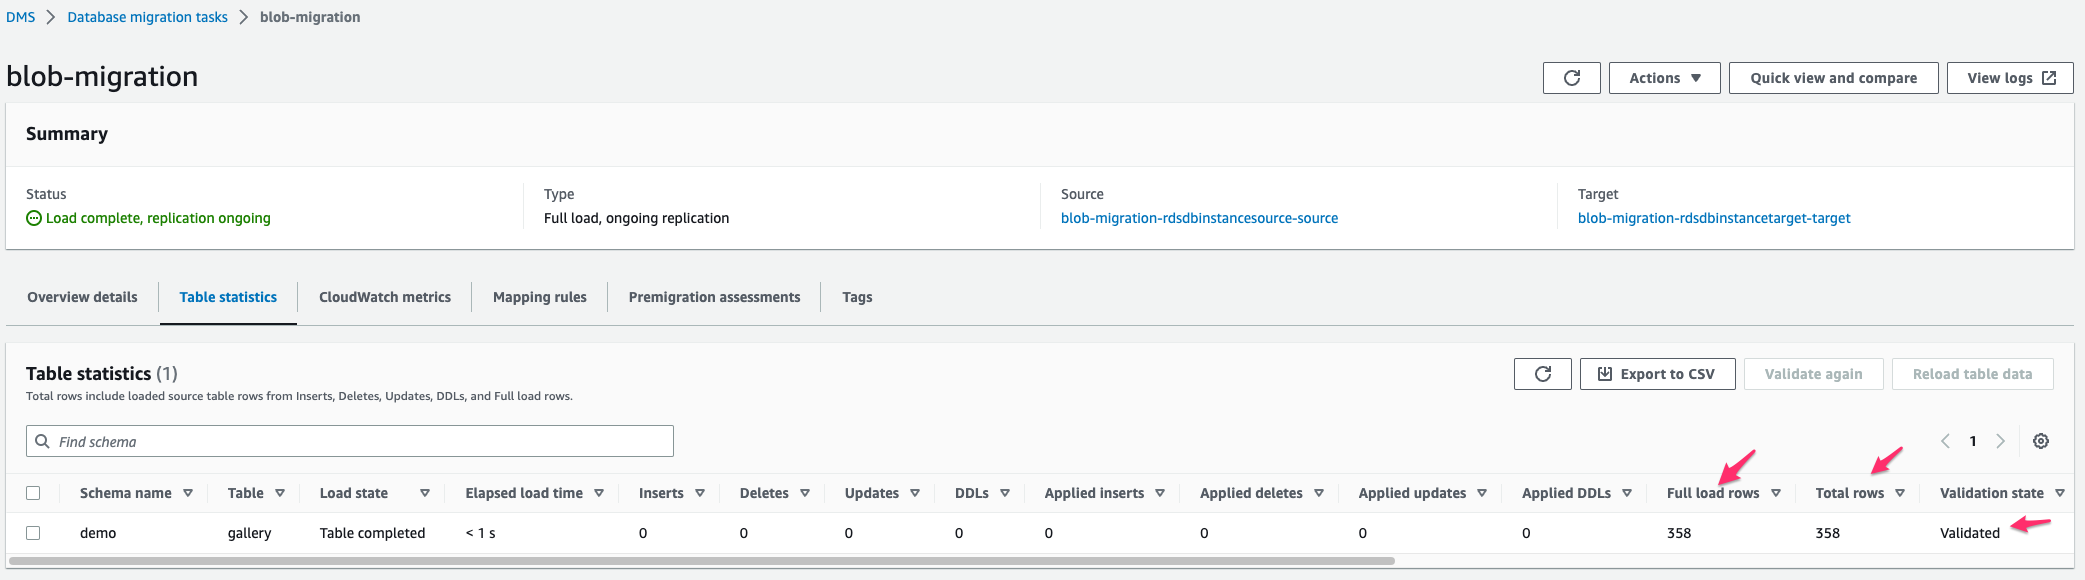 DMS > Database migration tasks > blob-migration
blob-migration
Actions
Quick view and compare
View logs
Summary
Status
Type
Source
Target
Load complete, replication ongoing
Full load, ongoing replication
blob-migration-rdsdbinstancesource-source
blob-migration-rdsdbinstancetarget-target
Overview details
Table statistics
CloudWatch metrics
Mapping rules
Premigration assessments
Tags
Table statistics (1)
Total rows include loaded source table rows from Inserts, Deletes, Updates, DDLs, and Full load rows.
Export to CSV
Validate again
Reload table data
Find schema
1
Schema name Table Load state Elapsed load time Inserts Deletes Updates DDLs Applied inserts Applied deletes Applied updates Applied DDLs Full load rows Total rows Validation state
demo gallery Table completed < 1 s 0 0 0 0 0 0 0 0 358 358 Validated